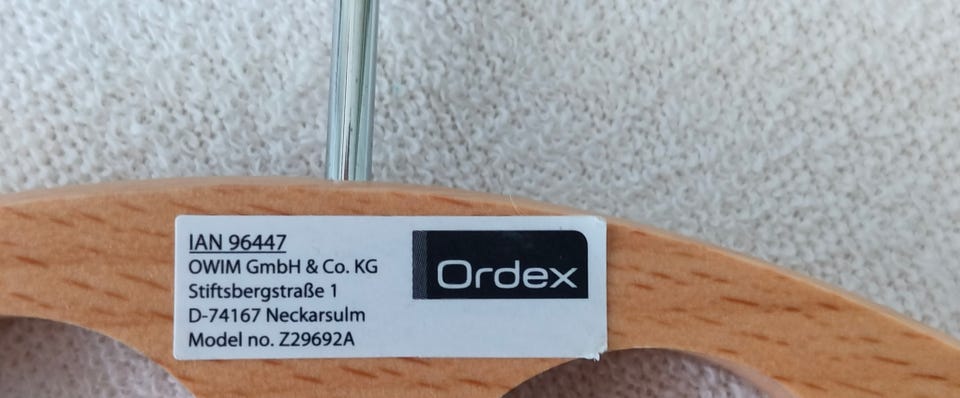 IAN 96447
OWIM GmbH & Co. KG
Stiftsbergstraße 1
D-74167 Neckarsulm
Model no. Z29692A
Ordex